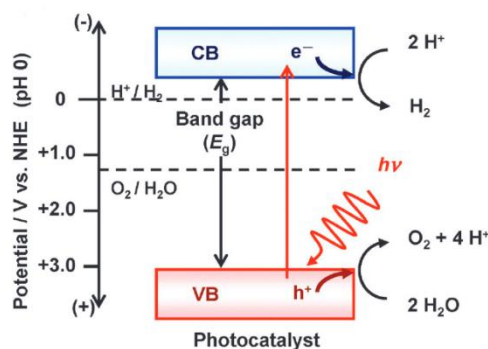 (-)
CB
e⁻
2 H⁺
H⁺/ H₂
0
H₂
Band gap
(Eg)
+1.0
O₂ / H₂O
hν
+2.0
O₂ + 4 H⁺
+3.0
VB
h⁺
2 H₂O
(+)
Photocatalyst
Potential / V vs. NHE (pH 0)